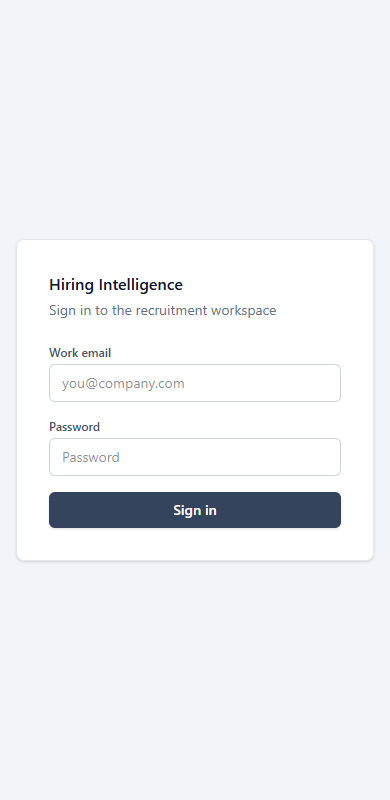 Hiring Intelligence
Sign in to the recruitment workspace
Work email
you@company.com
Password
Password
Sign in